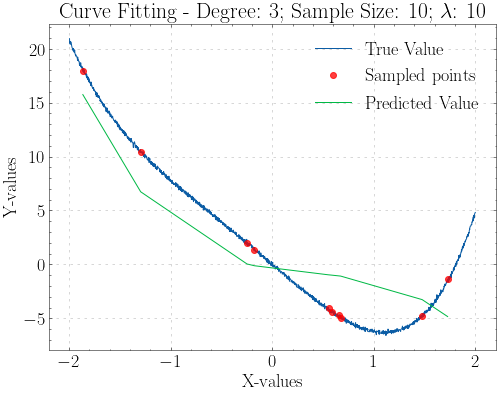 Curve Fitting - Degree: 3; Sample Size: 10; λ: 10
True Value
Sampled points
Predicted Value
20
15
10
5
0
−5
Y-values
−2
−1
0
1
2
X-values